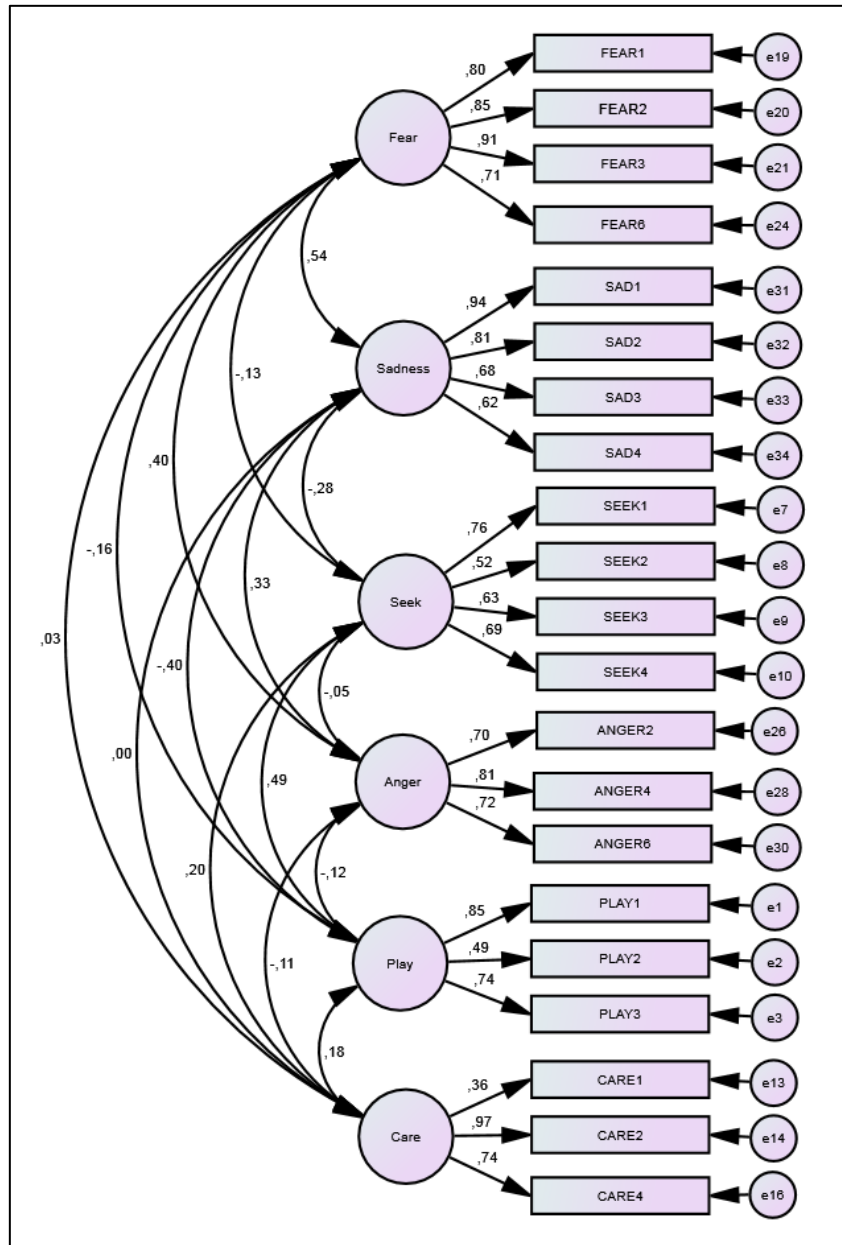 FEAR1
e19
,80
FEAR2
e20
,85
Fear
FEAR3
e21
,91
,71
FEAR6
e24
,54
SAD1
e31
,94
SAD2
e32
,81
Sadness
SAD3
e33
,68
,62
-,13
SAD4
e34
,40
-,28
SEEK1
e7
,76
-,16
SEEK2
e8
,52
,33
Seek
SEEK3
e9
,63
,69
,03
-,40
SEEK4
e10
-,05
ANGER2
e26
,70
,00
,49
Anger
ANGER4
e28
,81
,72
ANGER6
e30
,20
-,12
PLAY1
e1
,85
Play
PLAY2
e2
,49
-,11
,74
PLAY3
e3
,18
CARE1
e13
,36
Care
CARE2
e14
,97
,74
CARE4
e16